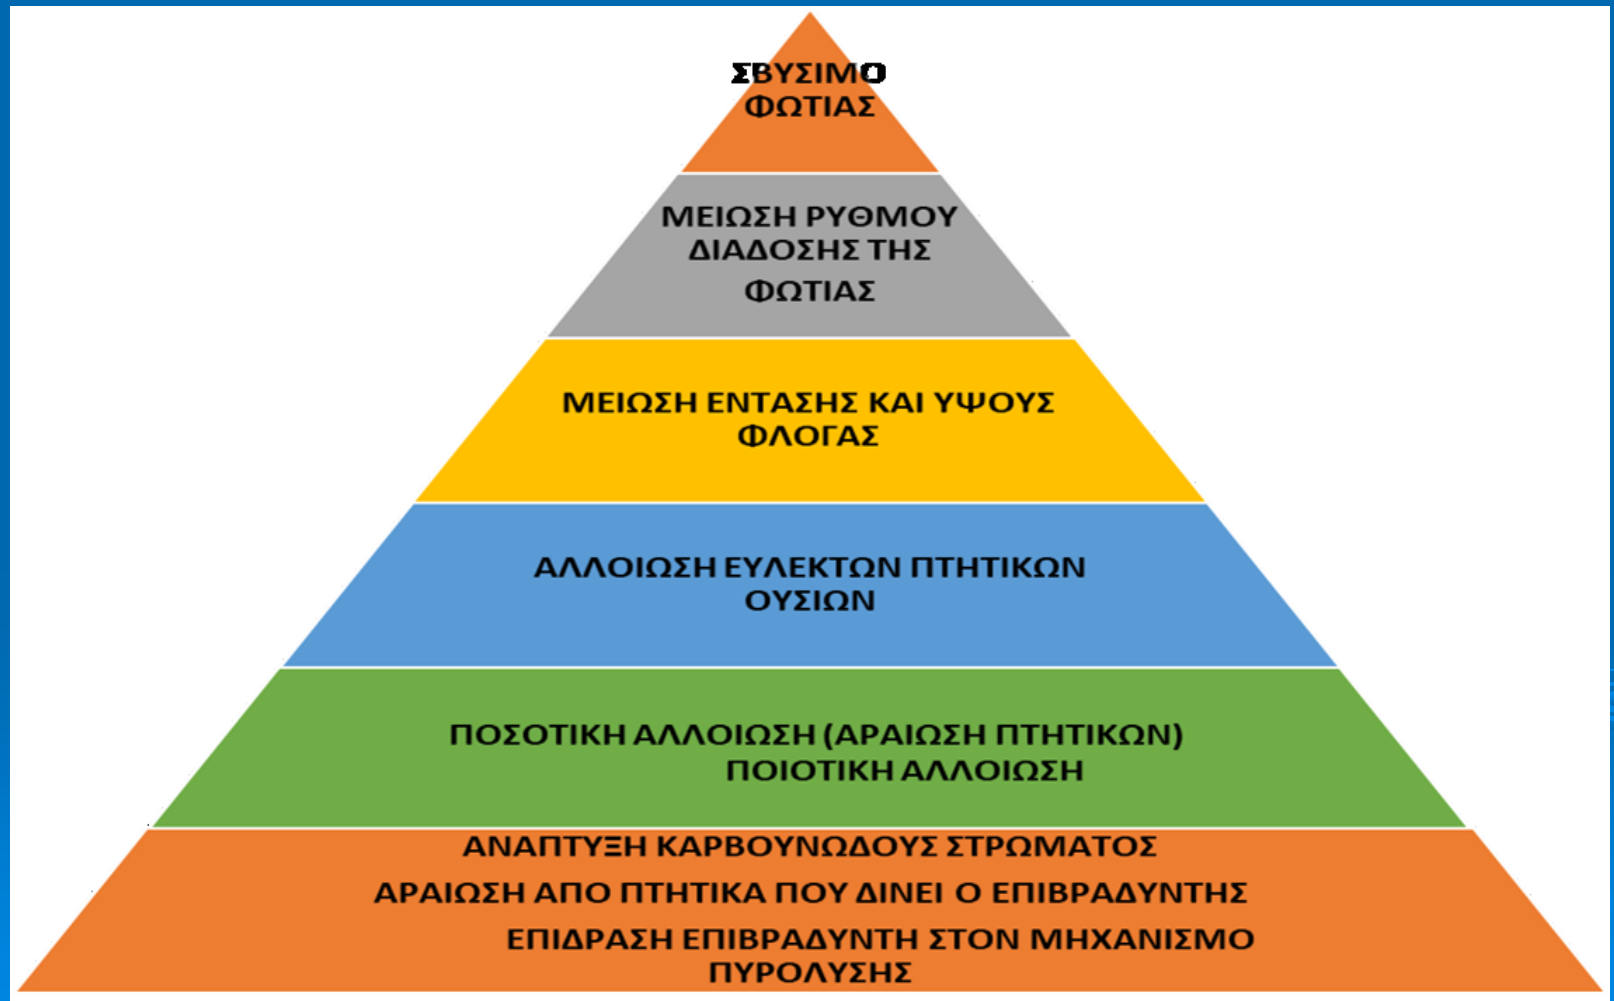 ΣΒΥΣΙΜΟ
ΦΩΤΙΑΣ
ΜΕΙΩΣΗ ΡΥΘΜΟΥ
ΔΙΑΔΟΣΗΣ ΤΗΣ
ΦΩΤΙΑΣ
ΜΕΙΩΣΗ ΕΝΤΑΣΗΣ ΚΑΙ ΥΨΟΥΣ
ΦΛΟΓΑΣ
ΑΛΛΟΙΩΣΗ ΕΥΛΕΚΤΩΝ ΠΤΗΤΙΚΩΝ
ΟΥΣΙΩΝ
ΠΟΣΟΤΙΚΗ ΑΛΛΟΙΩΣΗ (ΑΡΑΙΩΣΗ ΠΤΗΤΙΚΩΝ)
ΠΟΙΟΤΙΚΗ ΑΛΛΟΙΩΣΗ
ΑΝΑΠΤΥΞΗ ΚΑΡΒΟΥΝΩΔΟΥΣ ΣΤΡΩΜΑΤΟΣ
ΑΡΑΙΩΣΗ ΑΠΟ ΠΤΗΤΙΚΑ ΠΟΥ ΔΙΝΕΙ Ο ΕΠΙΒΡΑΔΥΝΤΗΣ
ΕΠΙΔΡΑΣΗ ΕΠΙΒΡΑΔΥΝΤΗ ΣΤΟΝ ΜΗΧΑΝΙΣΜΟ
ΠΥΡΟΛΥΣΗΣ